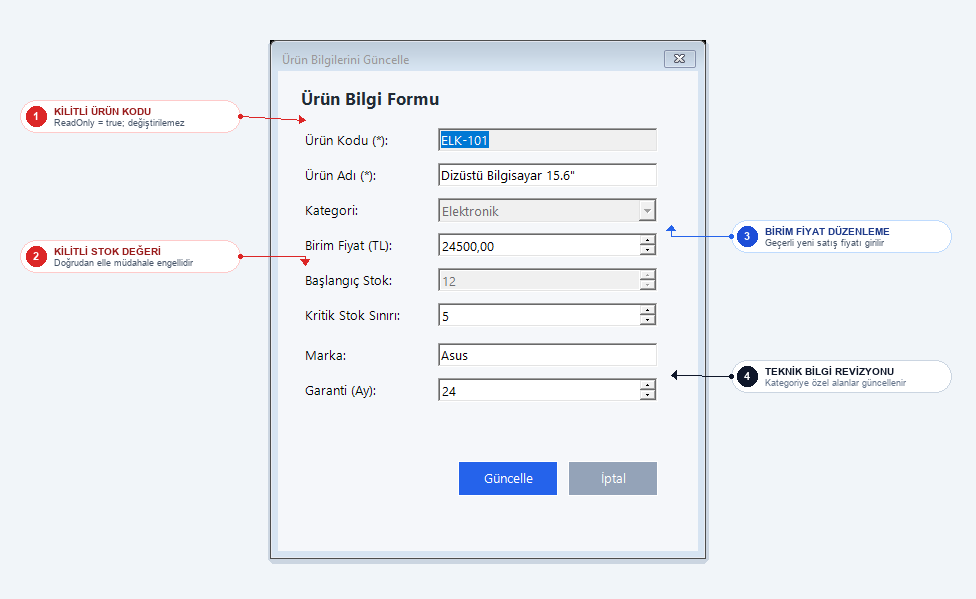 Ürün Bilgilerini Güncelle
Ürün Bilgi Formu
1 KİLİTLİ ÜRÜN KODU
ReadOnly = true; değiştirilemez
Ürün Kodu (*): ELK-101
Ürün Adı (*): Dizüstü Bilgisayar 15.6"
Kategori: Elektronik
3 BİRİM FİYAT DÜZENLEME
Geçerli yeni satış fiyatı girilir
Birim Fiyat (TL): 24500,00
2 KİLİTLİ STOK DEĞERİ
Doğrudan elle müdahale engellidir
Başlangıç Stok: 12
Kritik Stok Sınırı: 5
Marka: Asus
4 TEKNİK BİLGİ REVİZYONU
Kategoriye özel alanlar güncellenir
Garanti (Ay): 24
Güncelle İptal